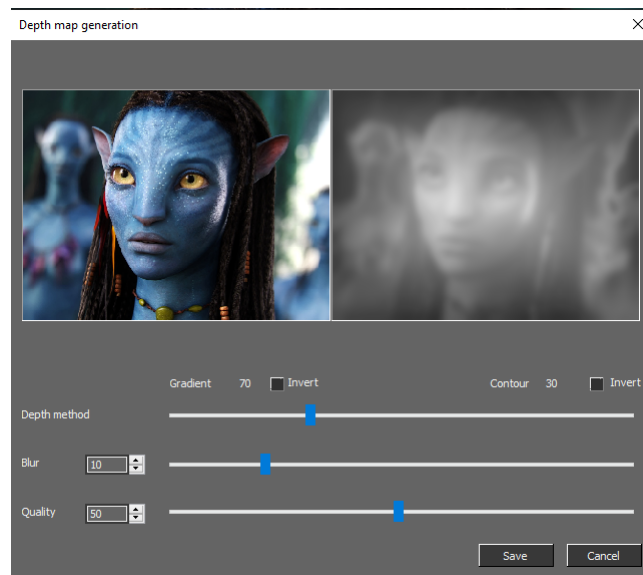 Depth map generation
Gradient 70 Invert Contour 30 Invert
Depth method
Blur 10
Quality 50
Save Cancel